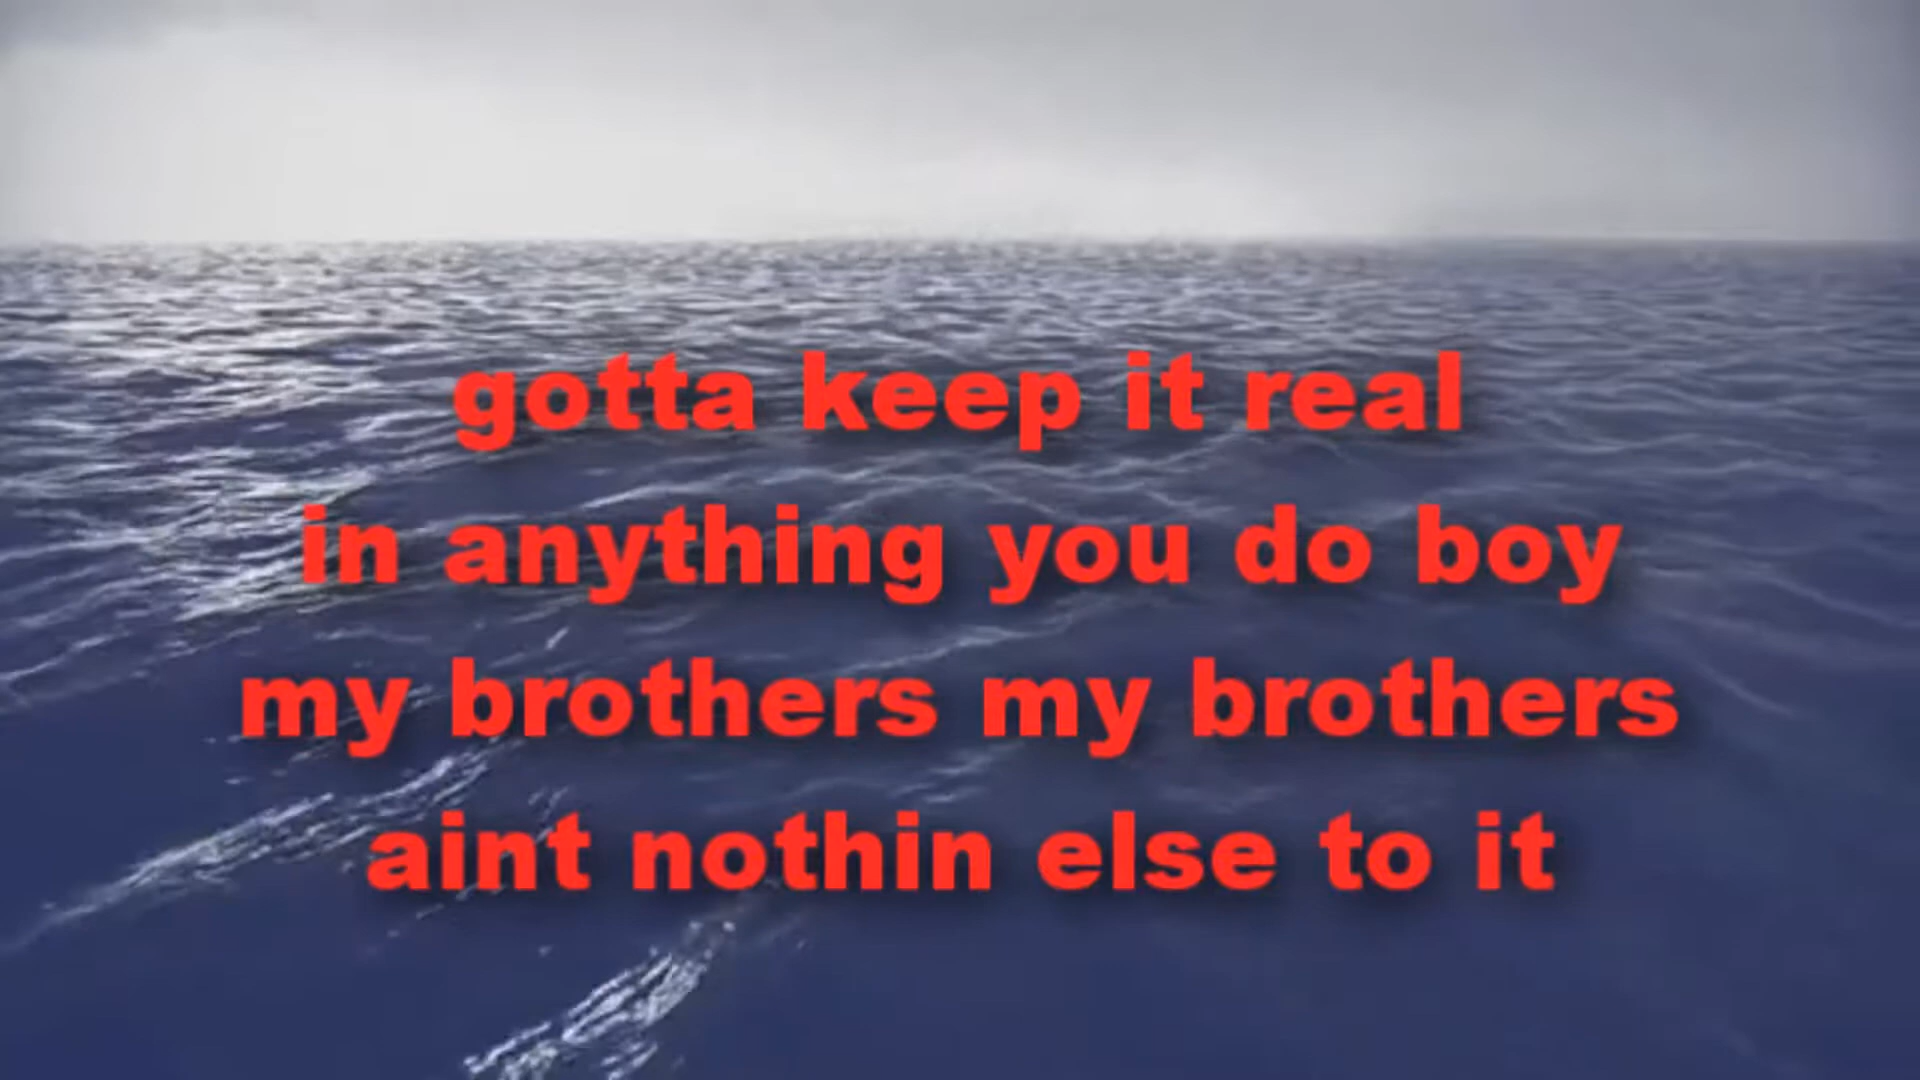 gotta keep it real
in anything you do boy
my brothers my brothers
aint nothin else to it